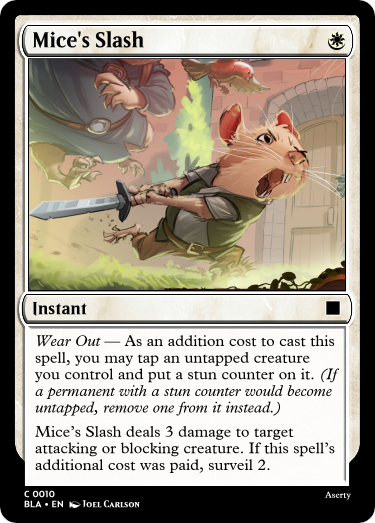 Mice's Slash
Instant
Wear Out — As an addition cost to cast this
spell, you may tap an untapped creature
you control and put a stun counter on it. (If
a permanent with a stun counter would become
untapped, remove one from it instead.)
Mice's Slash deals 3 damage to target
attacking or blocking creature. If this spell's
additional cost was paid, surveil 2.
C 0010
BLA • EN Joel Carlson
Aserty